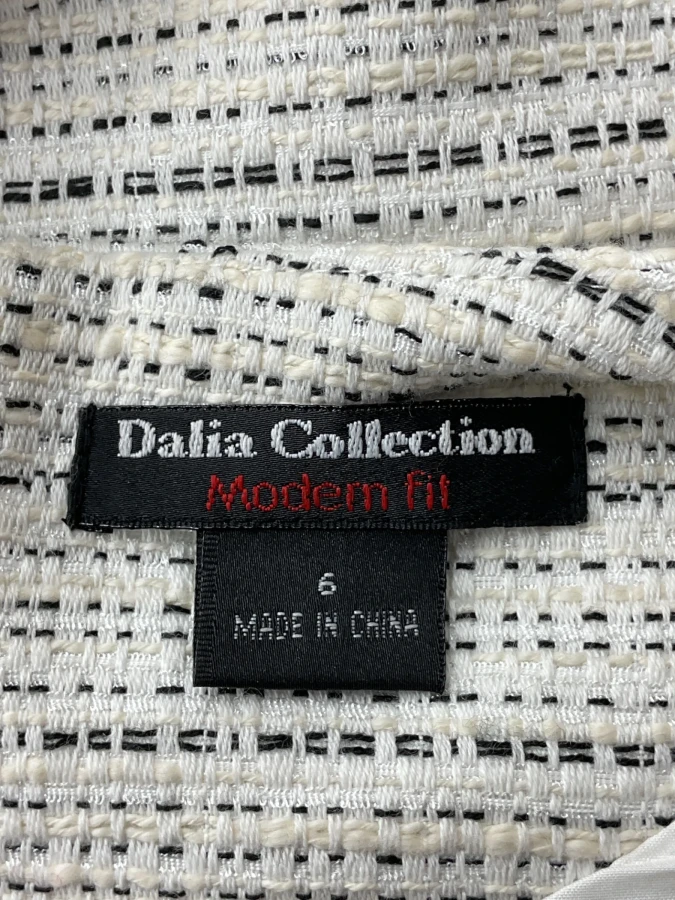 Dalia Collection
Modern fit
6
MADE IN CHINA